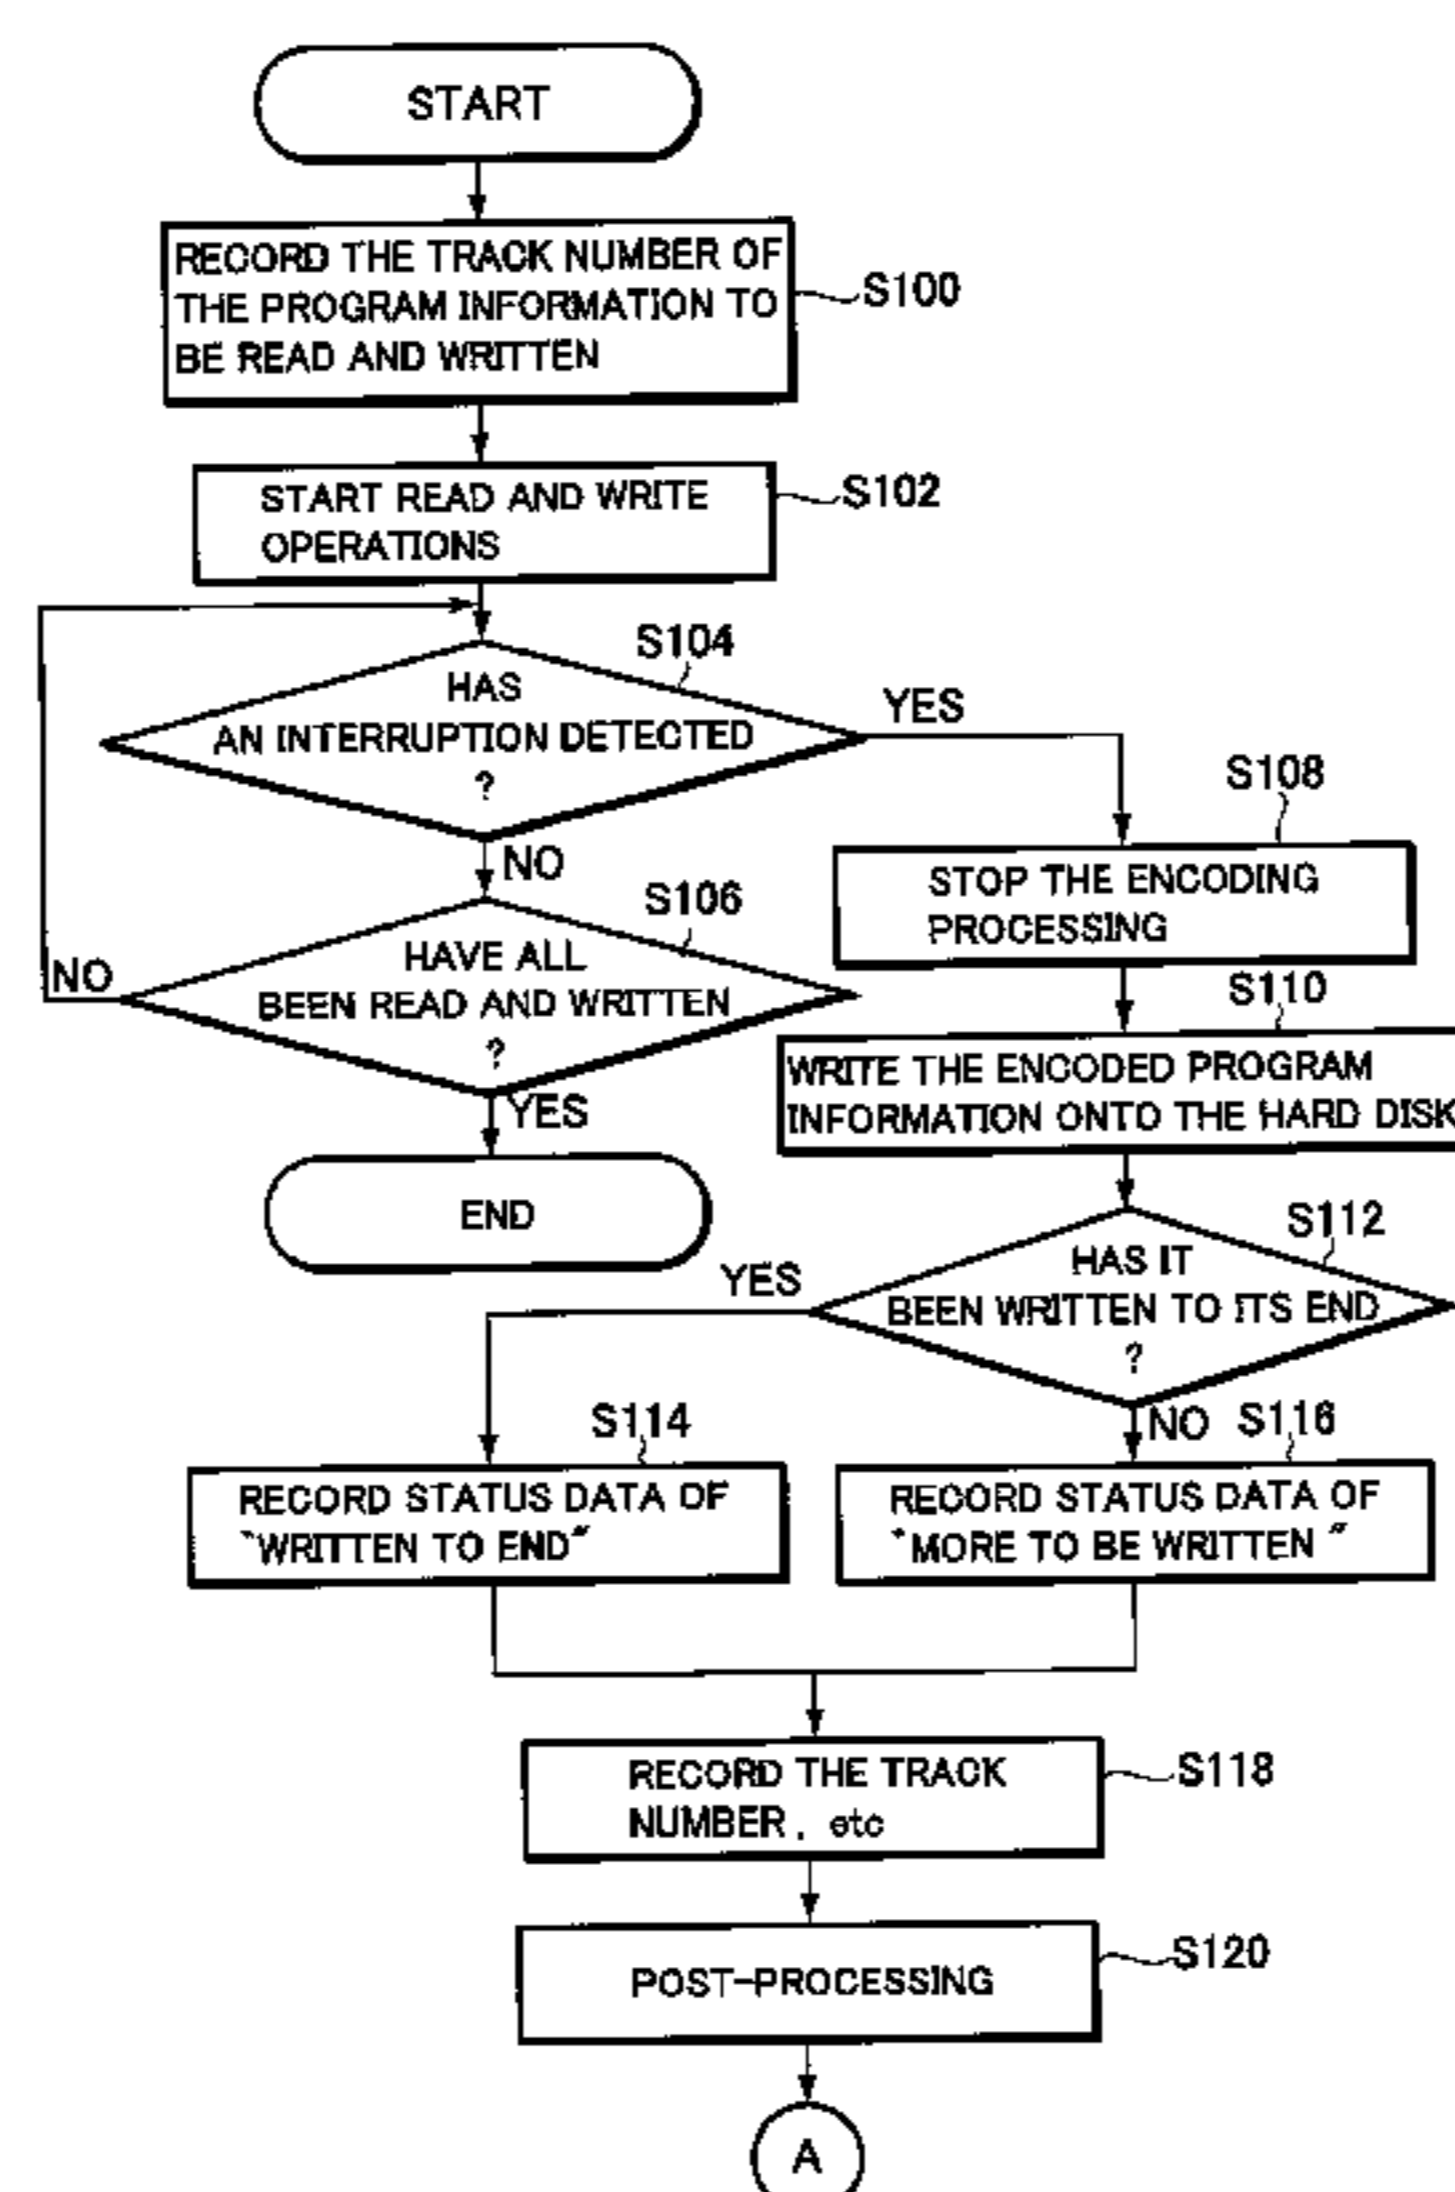 START
RECORD THE TRACK NUMBER OF
THE PROGRAM INFORMATION TO
BE READ AND WRITTEN
S100
START READ AND WRITE
OPERATIONS
S102
S104
HAS
AN INTERRUPTION DETECTED
?
YES
NO
S106
HAVE ALL
BEEN READ AND WRITTEN
?
NO
YES
END
S108
STOP THE ENCODING
PROCESSING
S110
WRITE THE ENCODED PROGRAM
INFORMATION ONTO THE HARD DISK
S112
HAS IT
BEEN WRITTEN TO ITS END
?
YES
NO
S114
RECORD STATUS DATA OF
"WRITTEN TO END"
S116
RECORD STATUS DATA OF
"MORE TO BE WRITTEN "
RECORD THE TRACK
NUMBER, etc
S118
POST-PROCESSING
S120
A